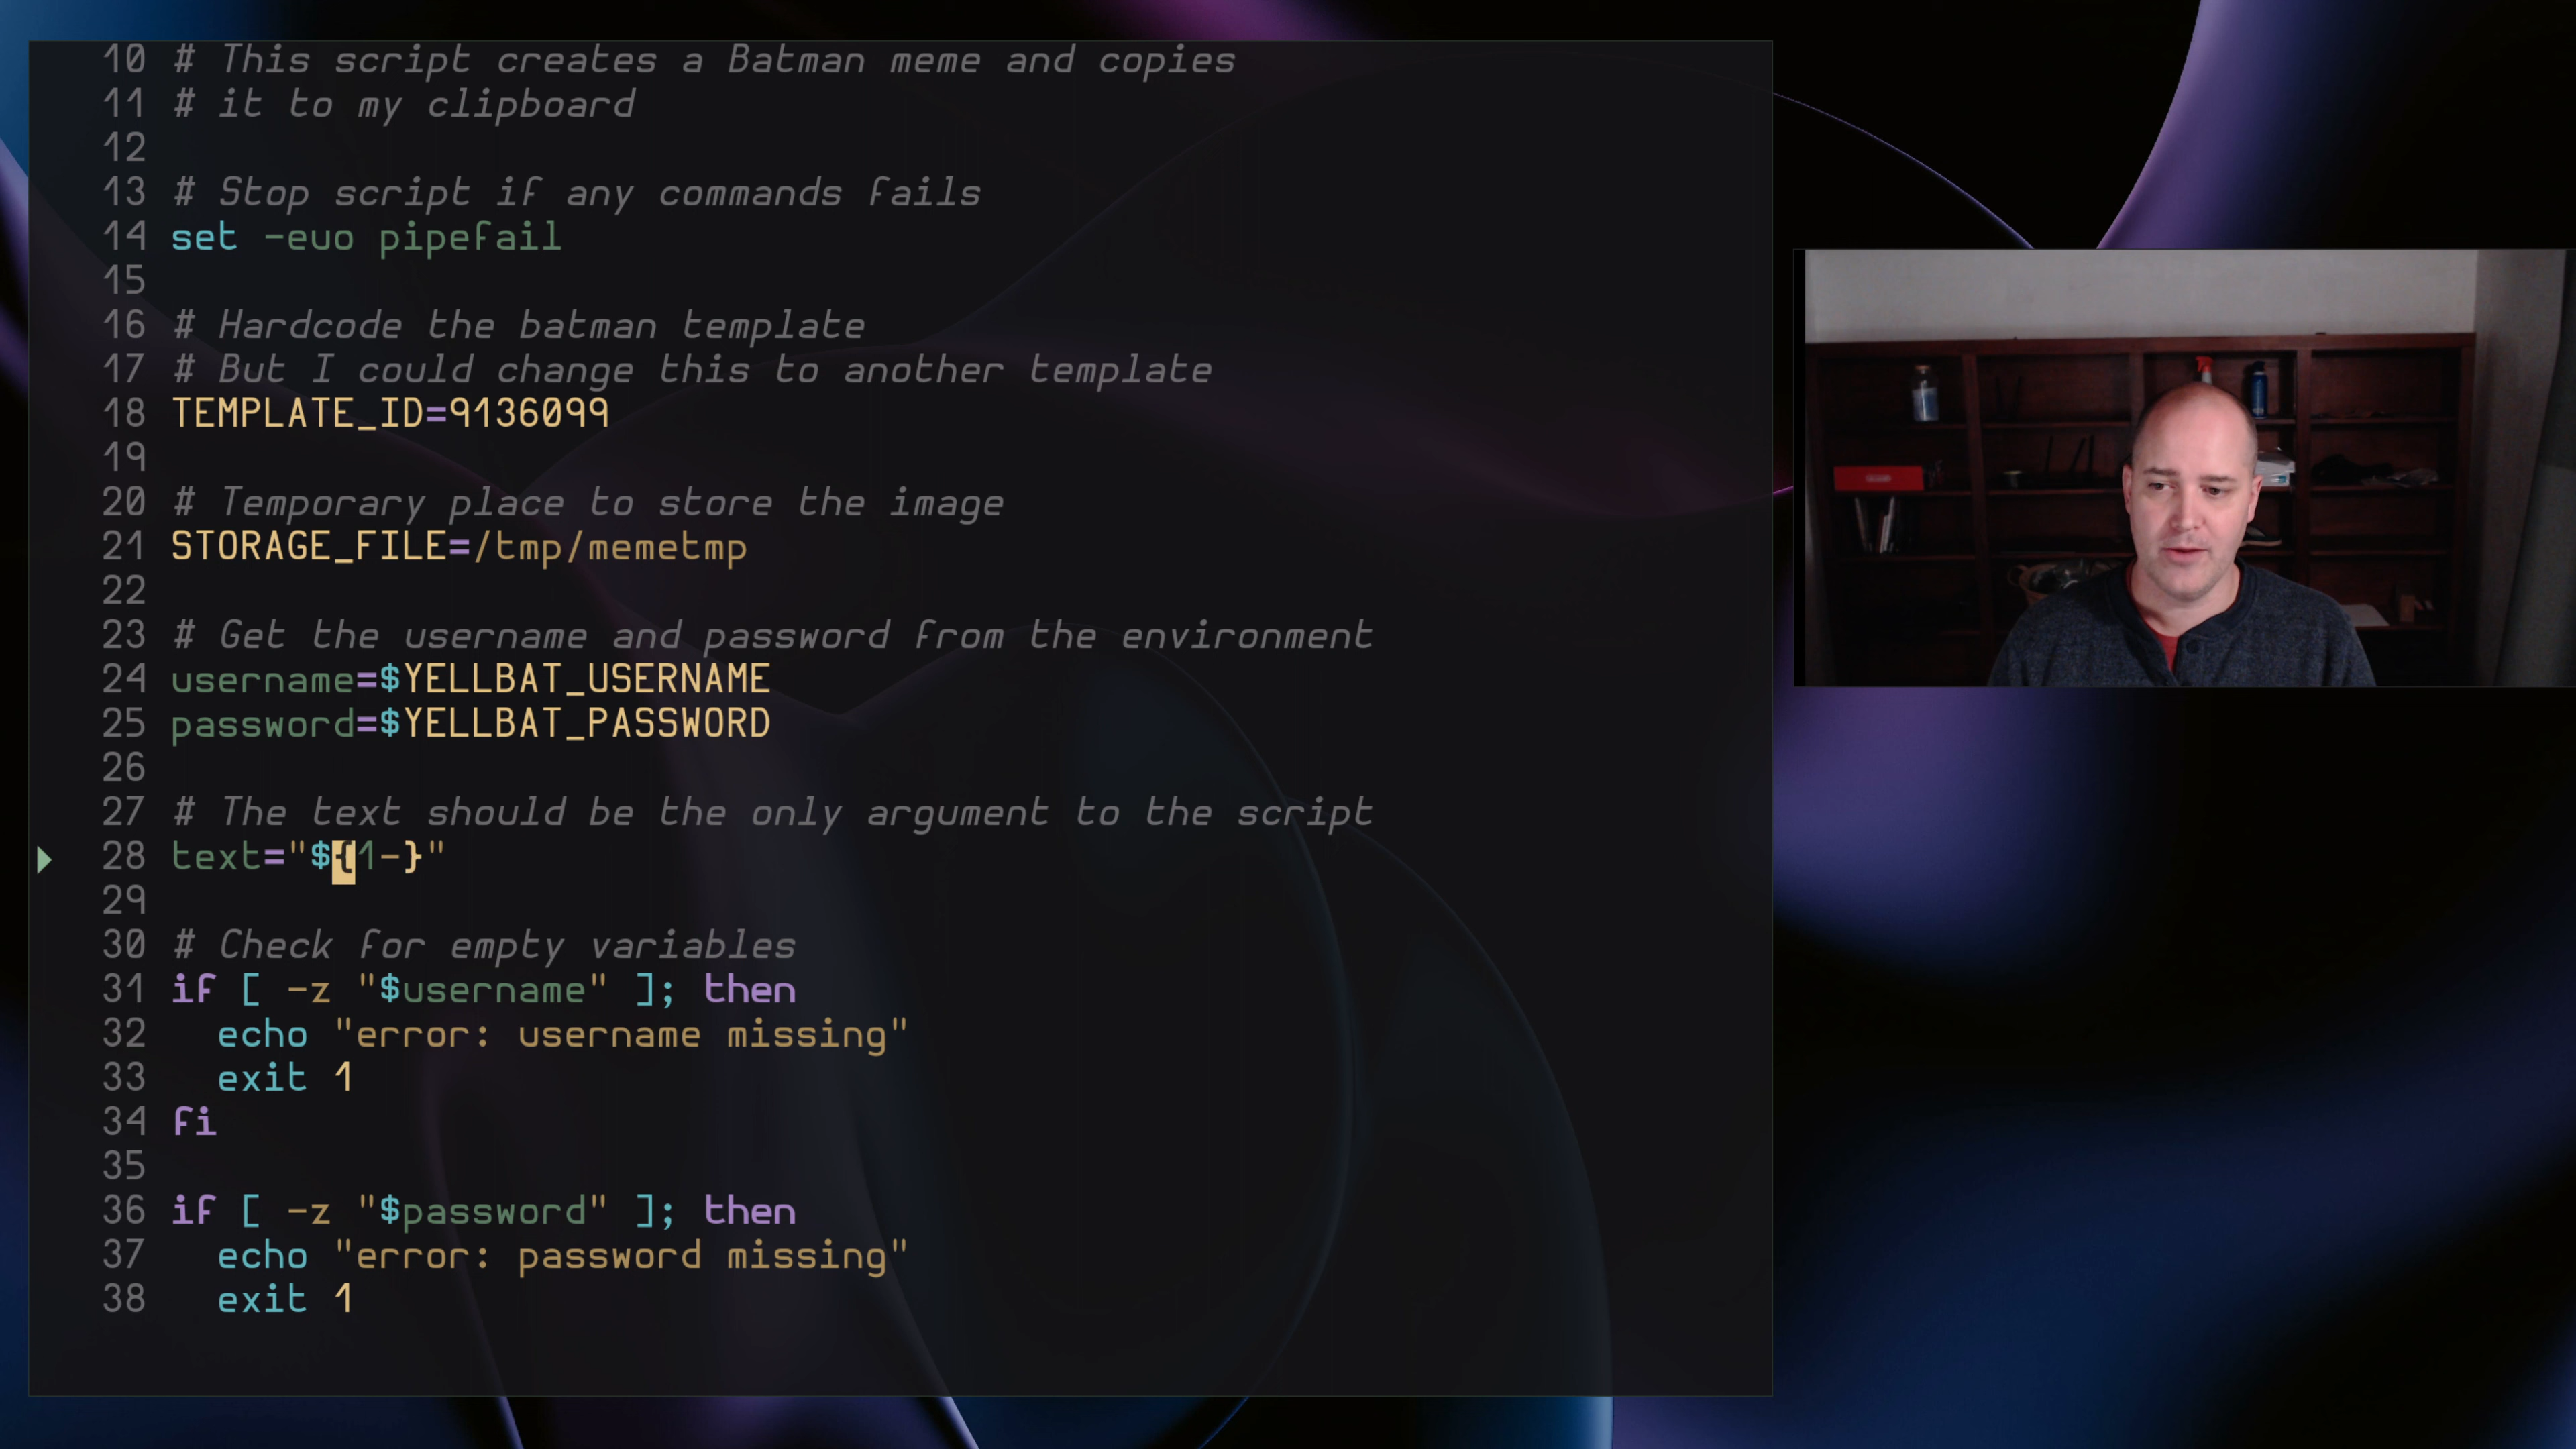 10 # This script creates a Batman meme and copies
11 # it to my clipboard
12
13 # Stop script if any commands fails
14 set -euo pipefail
15
16 # Hardcode the batman template
17 # But I could change this to another template
18 TEMPLATE_ID=9136099
19
20 # Temporary place to store the image
21 STORAGE_FILE=/tmp/memetmp
22
23 # Get the username and password from the environment
24 username=$YELLBAT_USERNAME
25 password=$YELLBAT_PASSWORD
26
27 # The text should be the only argument to the script
28 text="${1-}"
29
30 # Check for empty variables
31 if [ -z "$username" ]; then
32   echo "error: username missing"
33   exit 1
34 fi
35
36 if [ -z "$password" ]; then
37   echo "error: password missing"
38   exit 1